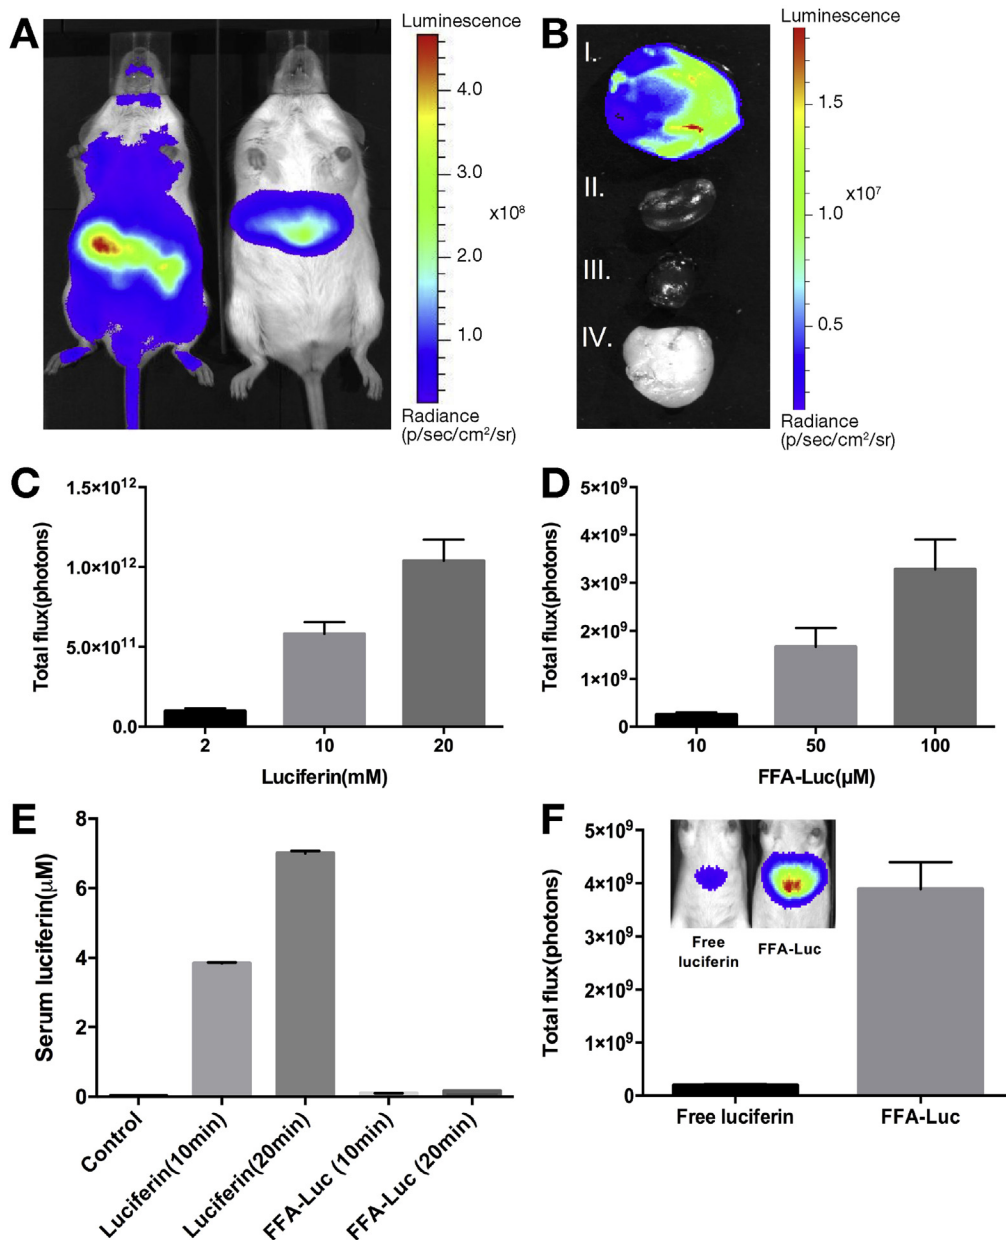 A
Luminescence
4.0
3.0
x10⁸
2.0
1.0
Radiance
(p/sec/cm²/sr)
B
I.
II.
III.
IV.
Luminescence
1.5
x10⁷
1.0
0.5
Radiance
(p/sec/cm²/sr)
C
Total flux(photons)
1.5×10¹²
1.0×10¹²
5.0×10¹¹
0.0
2 10 20
Luciferin(mM)
D
Total flux(photons)
5×10⁹
4×10⁹
3×10⁹
2×10⁹
1×10⁹
0
10 50 100
FFA-Luc(µM)
E
Serum luciferin(µM)
8
6
4
2
0
Control
Luciferin(10min)
Luciferin(20min)
FFA-Luc (10min)
FFA-Luc (20min)
F
Total flux(photons)
5×10⁹
4×10⁹
3×10⁹
2×10⁹
1×10⁹
0
Free
luciferin
FFA-Luc
Free luciferin
FFA-Luc